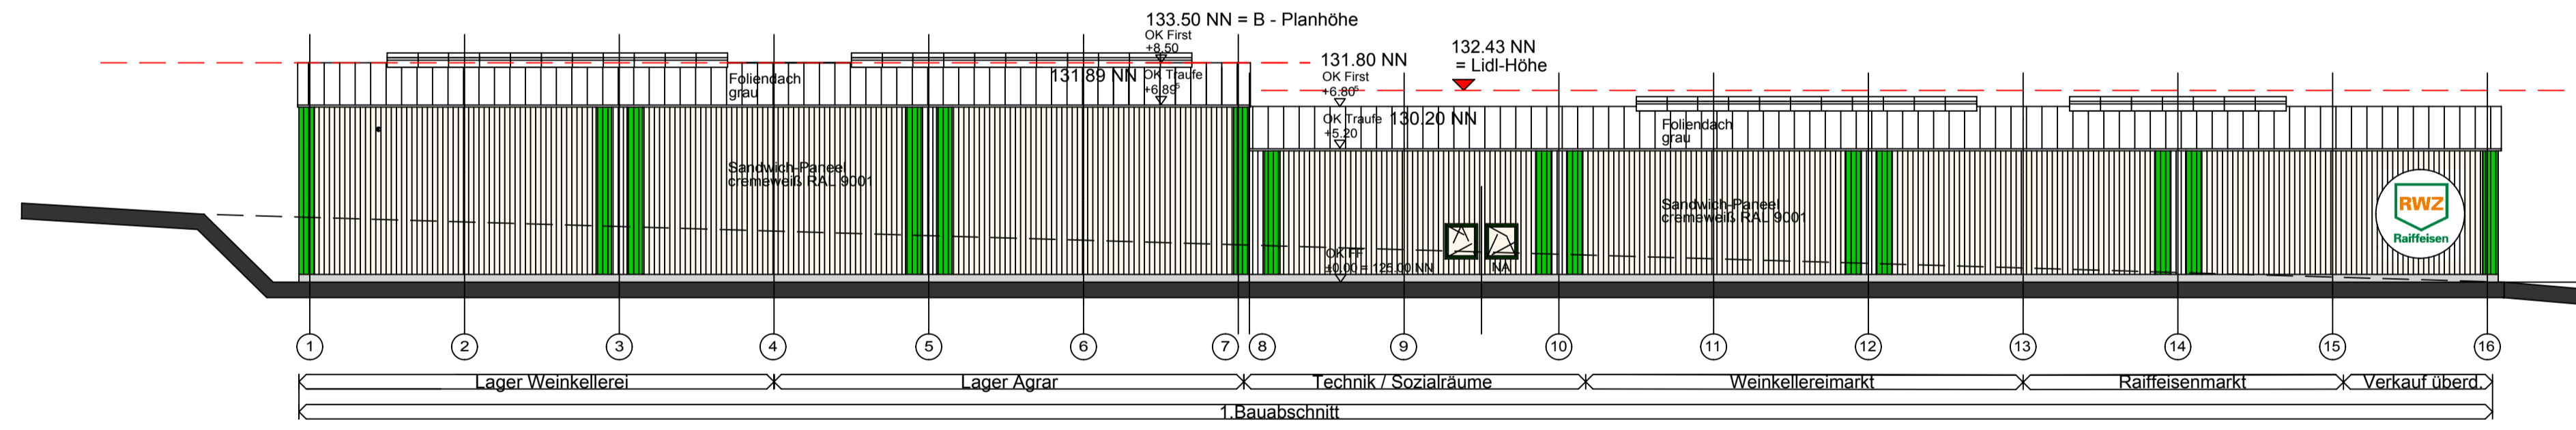 133.50 NN = B - Planhöhe
OK First
+8.50
131.89 NN
OK Traufe
+6.89⁵
131.80 NN
OK First
+6.80⁵
132.43 NN
= Lidl-Höhe
OK Traufe 130.20 NN
+5.20
Foliendach
grau
Foliendach
grau
Sandwich-Paneel
cremeweiß RAL 9001
Sandwich-Paneel
cremeweiß RAL 9001
RWZ
Raiffeisen
OK FF
±0.00 = 125.00 NN
NA
1 2 3 4 5 6 7 8 9 10 11 12 13 14 15 16
Lager Weinkellerei Lager Agrar Technik / Sozialräume Weinkellereimarkt Raiffeisenmarkt Verkauf überd.
1.Bauabschnitt